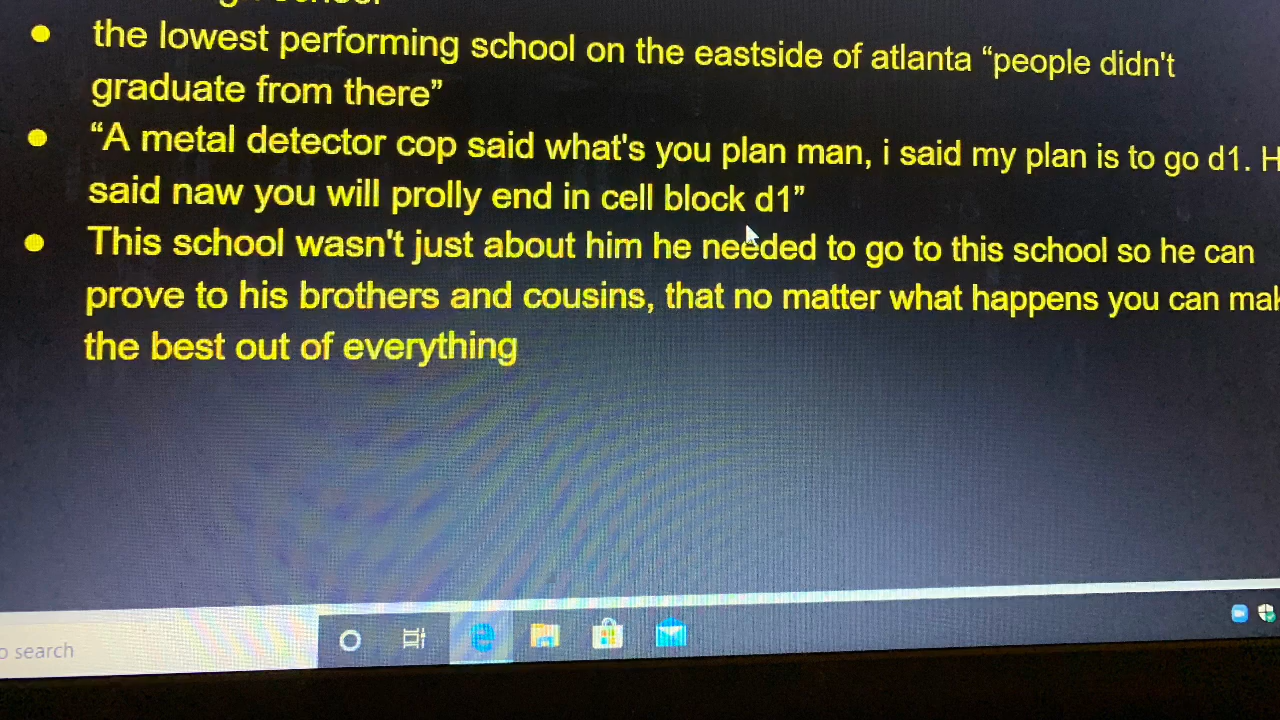 the lowest performing school on the eastside of atlanta “people didn't
graduate from there”
“A metal detector cop said what's you plan man, i said my plan is to go d1. H
said naw you will prolly end in cell block d1”
This school wasn't just about him he needed to go to this school so he can
prove to his brothers and cousins, that no matter what happens you can mak
the best out of everything
search